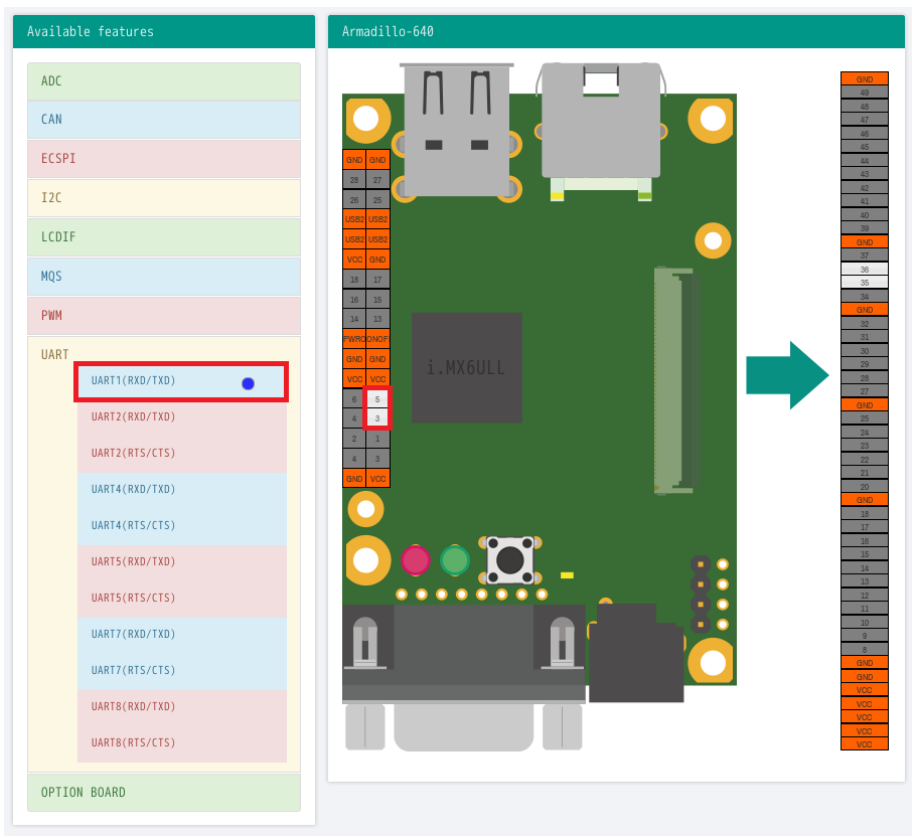 Available features
ADC
CAN
ECSPI
I2C
LCDIF
MQS
PWM
UART
UART1(RXD/TXD)
UART2(RXD/TXD)
UART2(RTS/CTS)
UART4(RXD/TXD)
UART4(RTS/CTS)
UART5(RXD/TXD)
UART5(RTS/CTS)
UART7(RXD/TXD)
UART7(RTS/CTS)
UART8(RXD/TXD)
UART8(RTS/CTS)
OPTION BOARD
Armadillo-640
GND GND
28 27
26 25
USB2 USB2
USB2 USB2
VCC GND
18 17
16 15
14 13
GND GND
VCC VCC
6 5
4 3
2 1
4 3
GND VCC
i.MX6ULL
GND
49
48
47
46
45
44
43
42
41
40
39
GND
37
36
35
34
GND
32
31
30
29
28
27
GND
25
24
23
22
21
20
GND
18
17
16
15
14
13
12
11
10
9
8
GND
GND
VCC
VCC
VCC
VCC
VCC